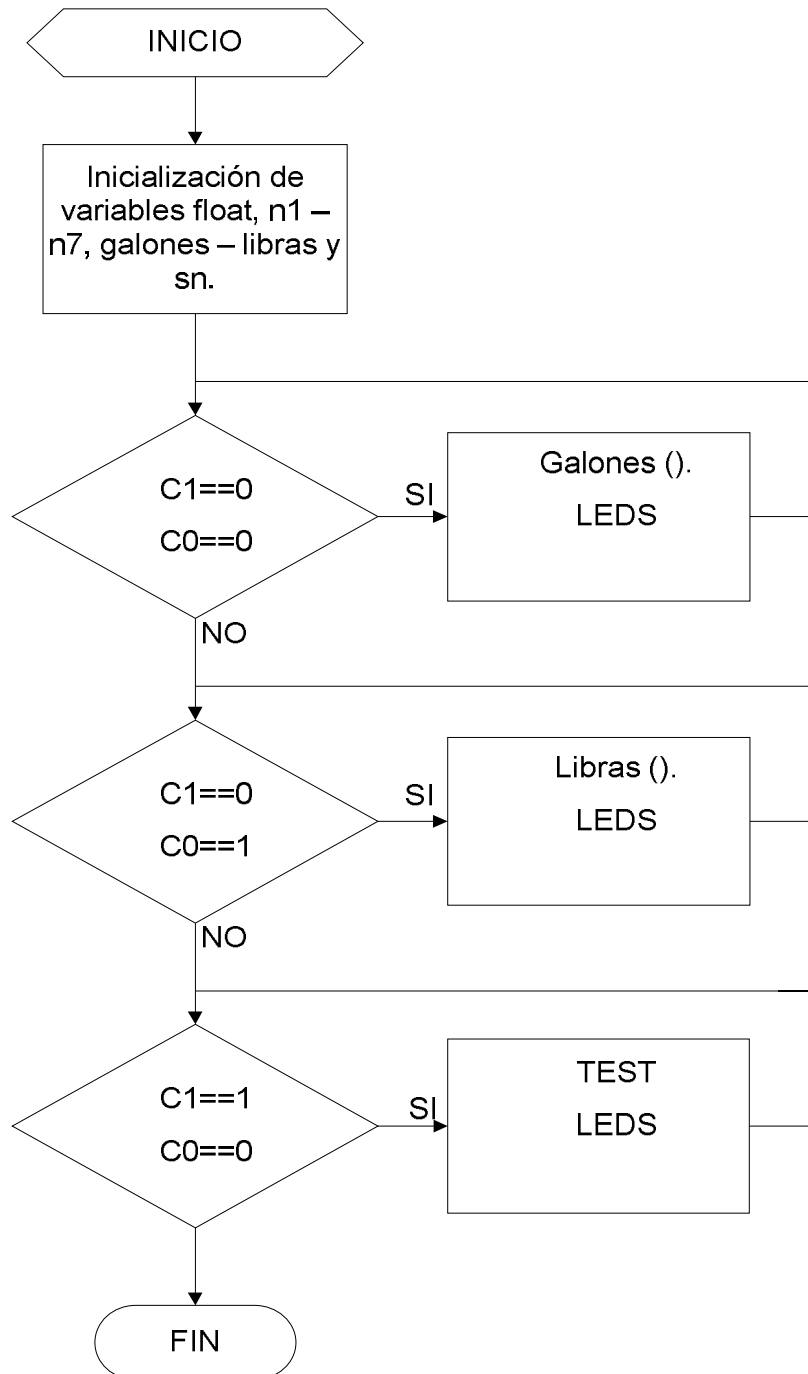 INICIO
Inicialización de
variables float, n1 –
n7, galones – libras y
sn.
C1==0
C0==0
SI
Galones ().
LEDS
NO
C1==0
C0==1
SI
Libras ().
LEDS
NO
C1==1
C0==0
SI
TEST
LEDS
FIN